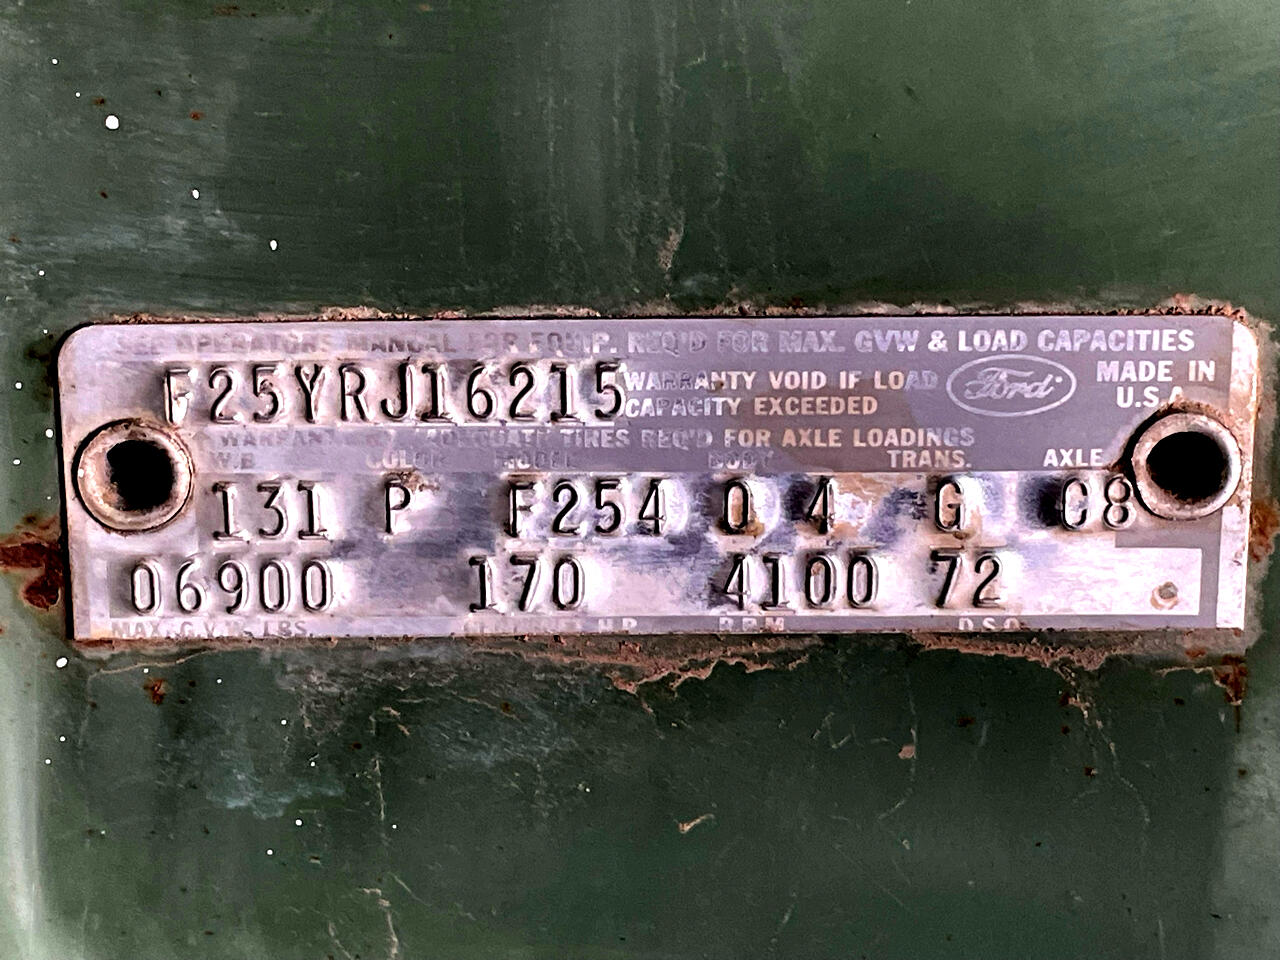 SEE OPERATORS MANUAL FOR EQUIP. REQ'D FOR MAX. GVW & LOAD CAPACITIES
F25YRJ16215
WARRANTY VOID IF LOAD
CAPACITY EXCEEDED
Ford
MADE IN
U.S.A.
WARRANTY ADEQUATE TIRES REQ'D FOR AXLE LOADINGS
W.B. COLOR MODEL BODY TRANS. AXLE
131 P F254 0 4 G C8
06900 170 4100 72
MAX. G.V.W. LBS. H.P. R.P.M. D.S.O.